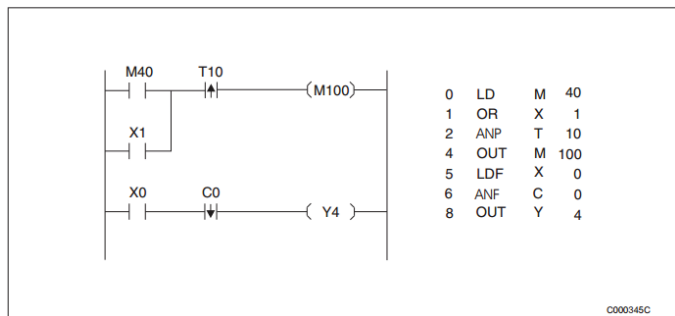 M40 T10
(M100)
X1
X0 C0
( Y4 )
0 LD M 40
1 OR X 1
2 ANP T 10
4 OUT M 100
5 LDF X 0
6 ANF C 0
8 OUT Y 4
C000345C